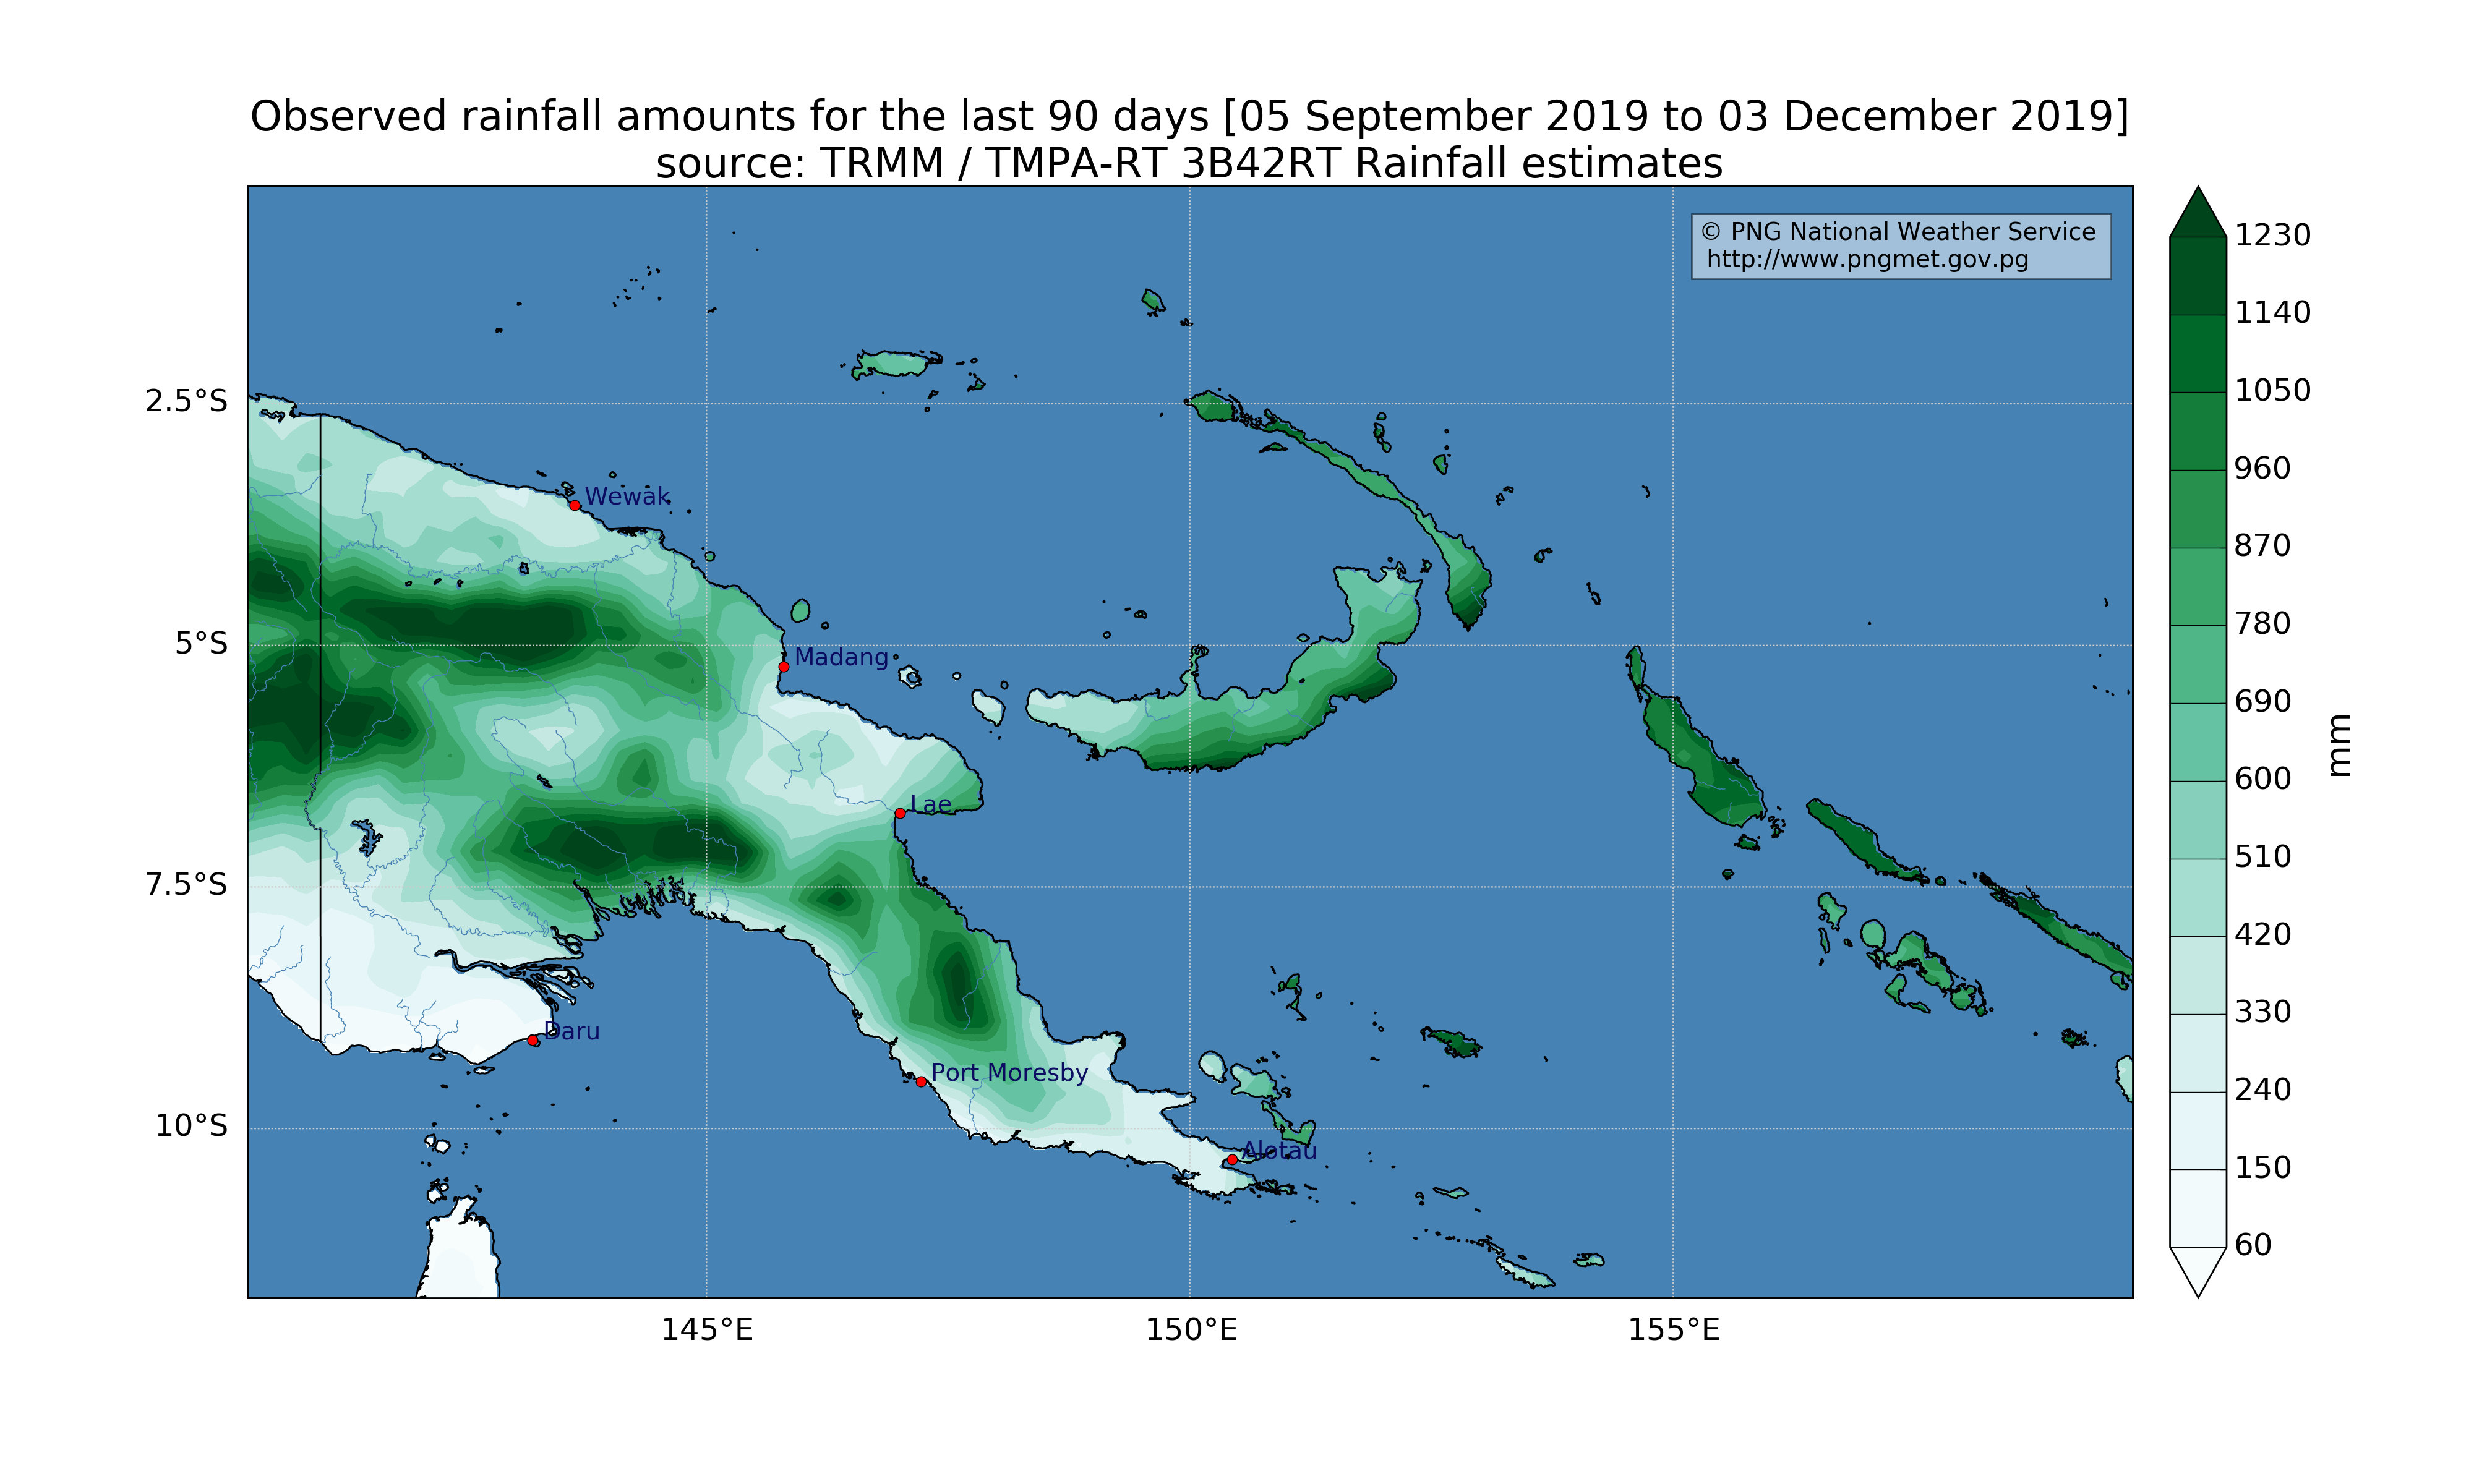 Observed rainfall amounts for the last 90 days [05 September 2019 to 03 December 2019]
source: TRMM / TMPA-RT 3B42RT Rainfall estimates
© PNG National Weather Service
http://www.pngmet.gov.pg
1230
1140
1050
960
870
780
690
600
510
420
330
240
150
60
mm
2.5°S
5°S
7.5°S
10°S
Wewak
Madang
Lae
Daru
Port Moresby
Alotau
145°E
150°E
155°E